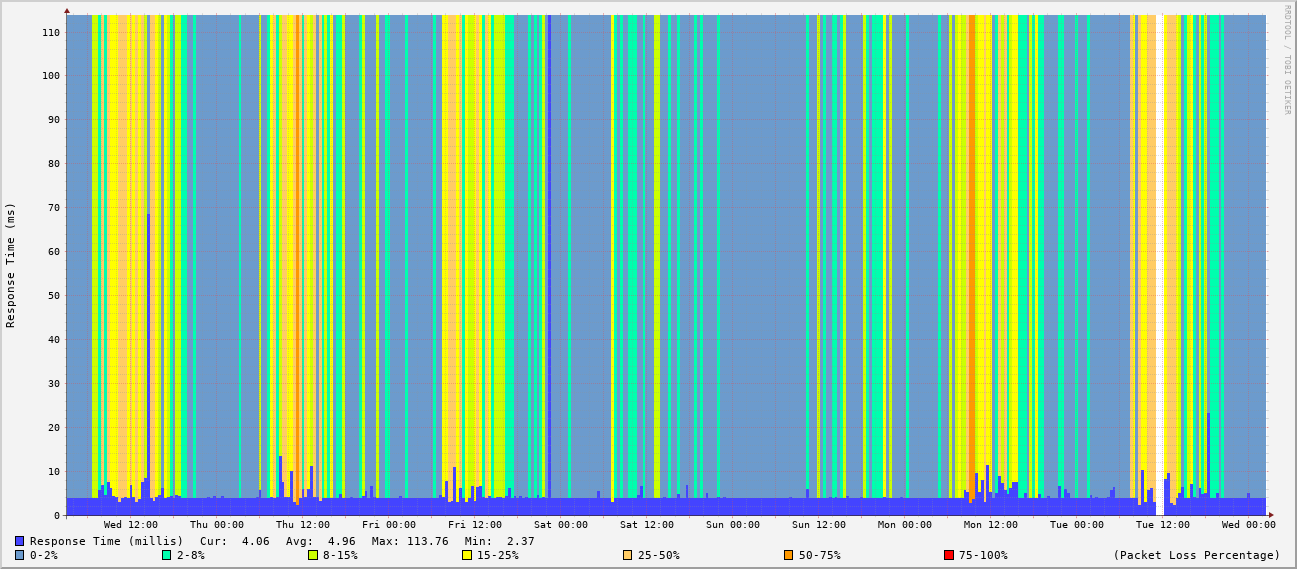 RRDTOOL / TOBI OETIKER
Response Time (ms)
110
100
90
80
70
60
50
40
30
20
10
0
Wed 12:00 Thu 00:00 Thu 12:00 Fri 00:00 Fri 12:00 Sat 00:00 Sat 12:00 Sun 00:00 Sun 12:00 Mon 00:00 Mon 12:00 Tue 00:00 Tue 12:00 Wed 00:00
Response Time (millis) Cur: 4.06 Avg: 4.96 Max: 113.76 Min: 2.37
0-2% 2-8% 8-15% 15-25% 25-50% 50-75% 75-100% (Packet Loss Percentage)